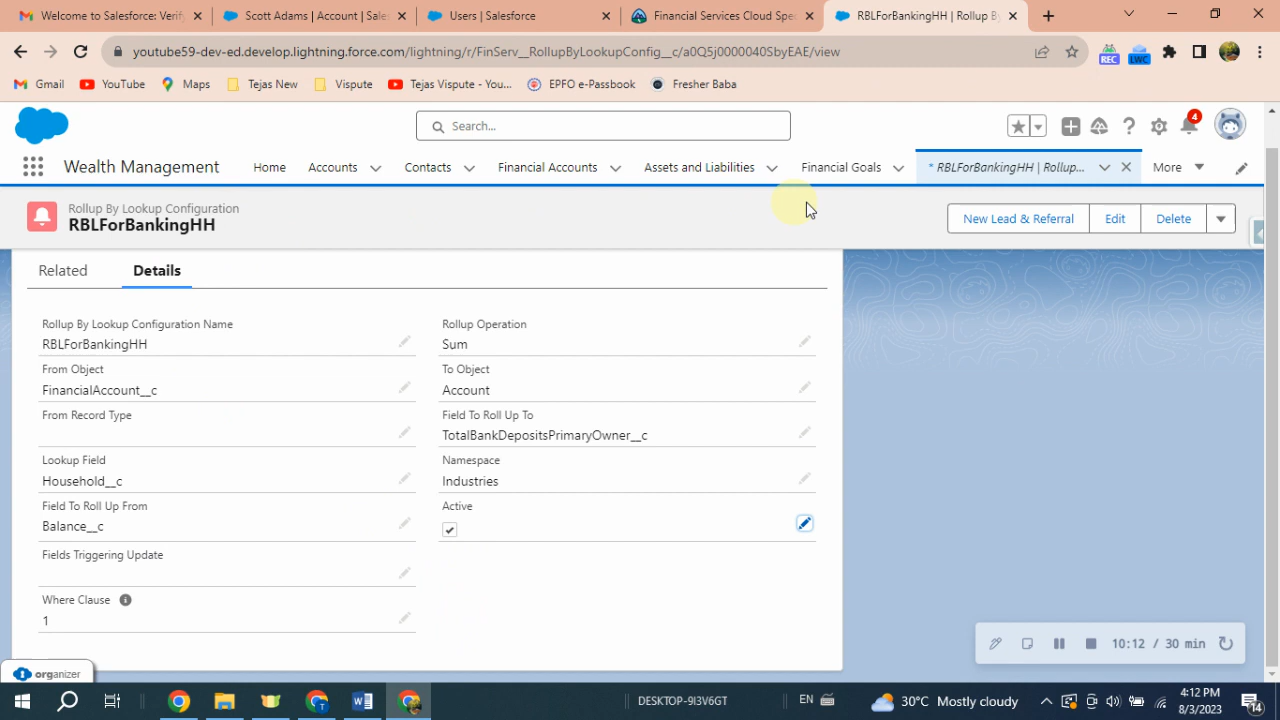 Welcome to Salesforce: Verif
Scott Adams | Account | Sale
Users | Salesforce
Financial Services Cloud Spe
RBLForBankingHH | Rollup By
youtube59-dev-ed.develop.lightning.force.com/lightning/r/FinServ__RollupByLookupConfig__c/a0Q5j0000040SbyEAE/view
REC
LWC
Gmail
YouTube
Maps
Tejas New
Vispute
Tejas Vispute - You...
EPFO e-Passbook
Fresher Baba
Search...
4
Wealth Management
Home
Accounts
Contacts
Financial Accounts
Assets and Liabilities
Financial Goals
* RBLForBankingHH | Rollup...
More
Rollup By Lookup Configuration
RBLForBankingHH
New Lead & Referral
Edit
Delete
Related
Details
Rollup By Lookup Configuration Name
RBLForBankingHH
Rollup Operation
Sum
From Object
FinancialAccount__c
To Object
Account
From Record Type
Field To Roll Up To
TotalBankDepositsPrimaryOwner__c
Lookup Field
Household__c
Namespace
Industries
Field To Roll Up From
Balance__c
Active
Fields Triggering Update
Where Clause
1
10:12 / 30 min
organizer
DESKTOP-9I3V6GT
EN
30°C Mostly cloudy
4:12 PM
8/3/2023
14